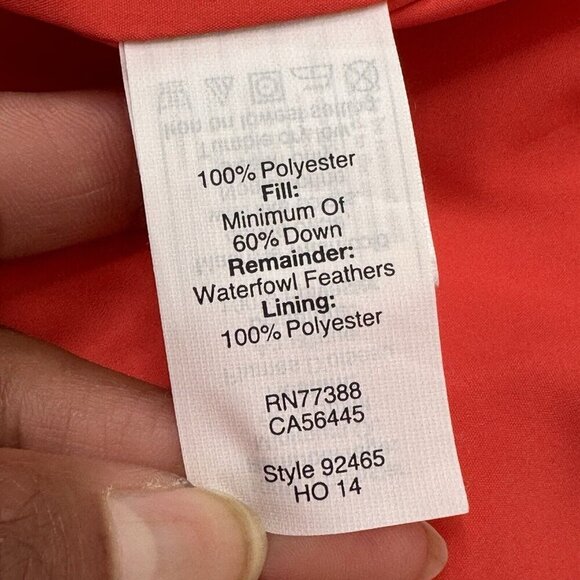 100% Polyester
Fill:
Minimum Of
60% Down
Remainder:
Waterfowl Feathers
Lining:
100% Polyester
RN77388
CA56445
Style 92465
HO 14